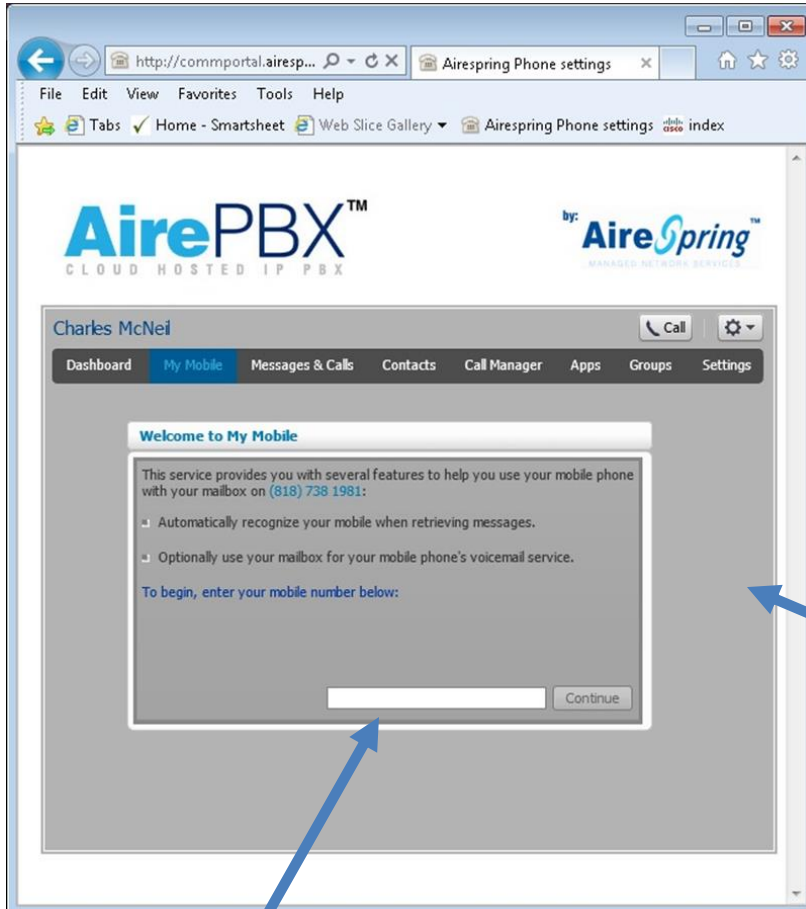 http://commportal.airesp...
Airespring Phone settings
File Edit View Favorites Tools Help
Tabs Home - Smartsheet Web Slice Gallery Airespring Phone settings index
AirePBX™
CLOUD HOSTED IP PBX
by:
AireSpring™
MANAGED NETWORK SERVICES
Charles McNeil
Call
Dashboard My Mobile Messages & Calls Contacts Call Manager Apps Groups Settings
Welcome to My Mobile
This service provides you with several features to help you use your mobile phone
with your mailbox on (818) 738 1981:
Automatically recognize your mobile when retrieving messages.
Optionally use your mailbox for your mobile phone's voicemail service.
To begin, enter your mobile number below:
Continue